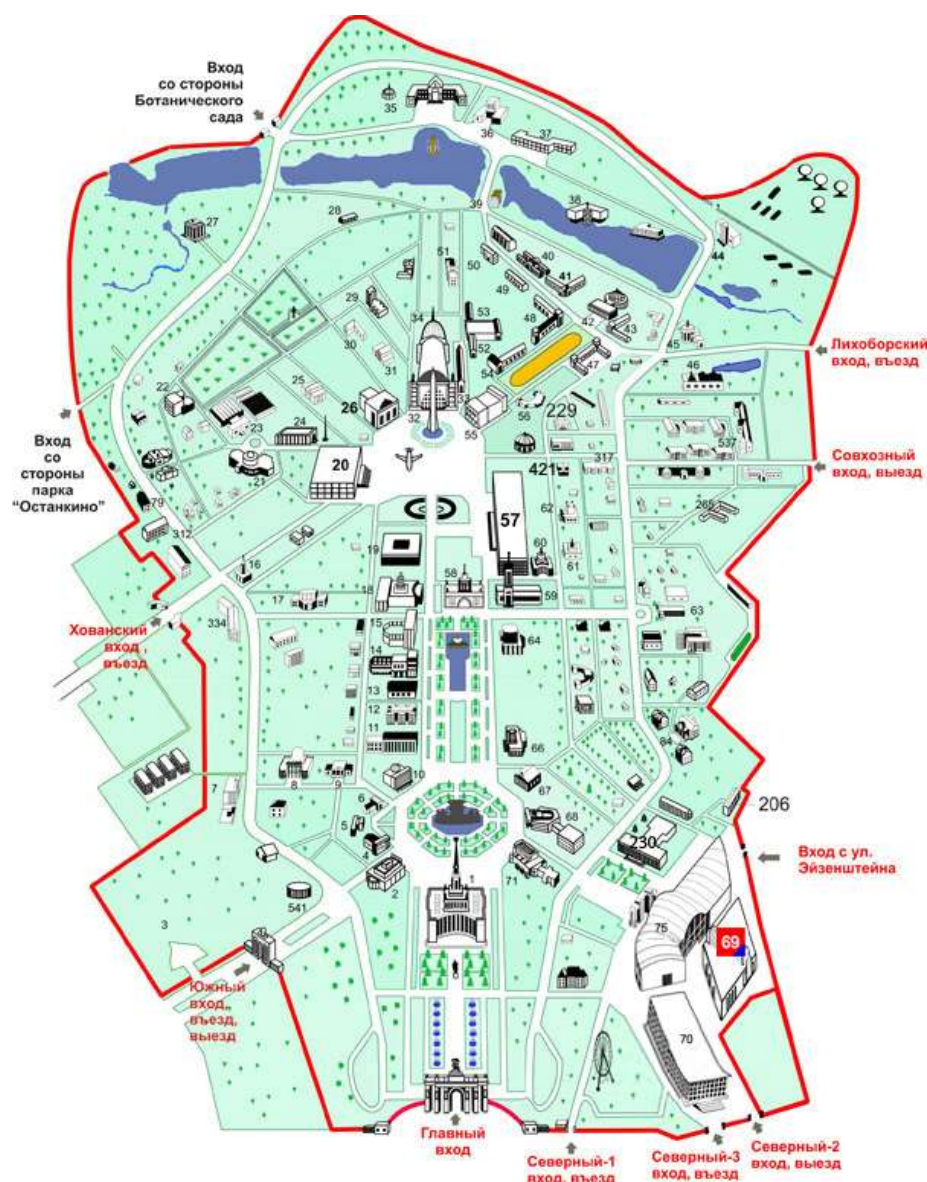 Вход
со стороны
Ботанического
сада
35
36
37
27
28
39
38
44
51
50
40
41
49
29
34
53
48
42
43
30
52
45
Лихоборский
вход, въезд
31
54
47
46
22
25
26
33
56
229
32
55
23
24
537
Вход
со
стороны
парка
“Останкино”
20
421
317
Совхозный
вход, выезд
21
79
57
62
265
312
19
60
61
16
58
18
59
17
Хованский
вход ,
въезд
334
15
64
63
14
13
12
11
66
84
8
9
10
67
7
6
206
5
68
4
230
Вход с ул.
Эйзенштейна
2
1
71
541
3
75
69
Южный
вход,,
въезд,
выезд
70
Главный
вход
Северный-1
вход, въезд
Северный-3
вход, въезд
Северный-2
вход, выезд